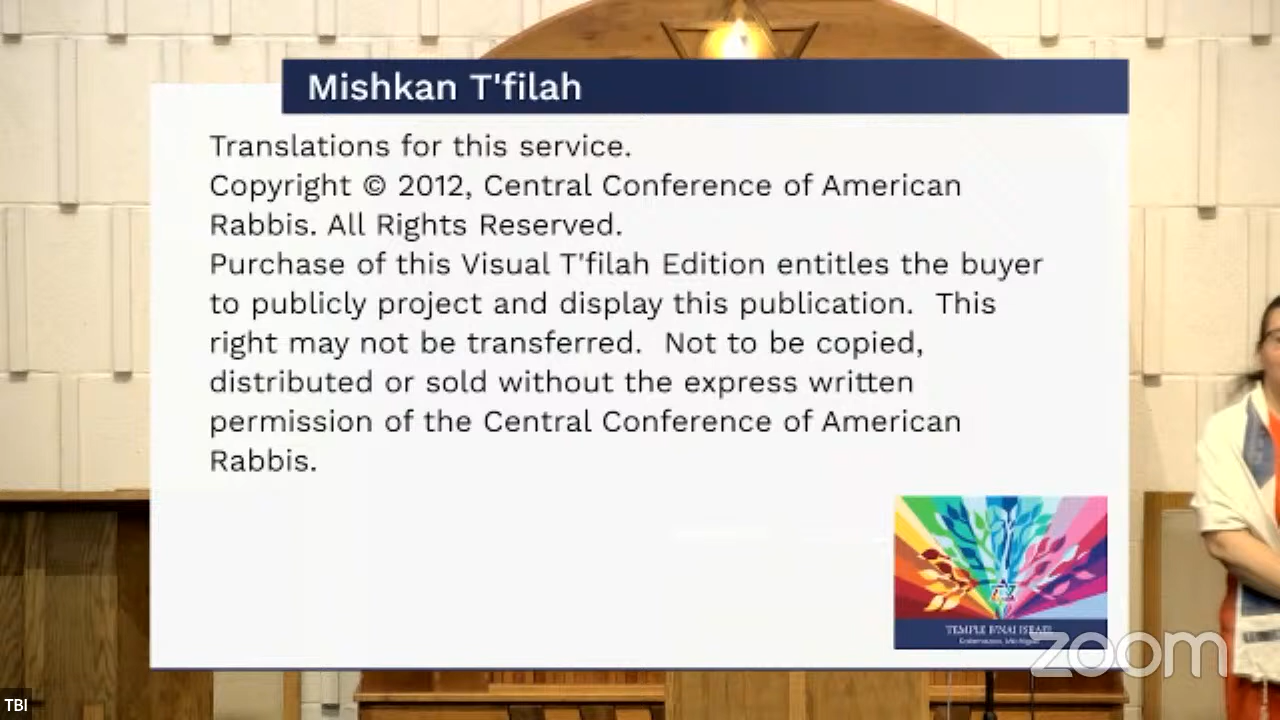 Mishkan T'filah
Translations for this service.
Copyright © 2012, Central Conference of American
Rabbis. All Rights Reserved.
Purchase of this Visual T'filah Edition entitles the buyer
to publicly project and display this publication.  This
right may not be transferred.  Not to be copied,
distributed or sold without the express written
permission of the Central Conference of American
Rabbis.
TEMPLE B'NAI ISRAEL
Kalamazoo, Michigan
zoom
TBI